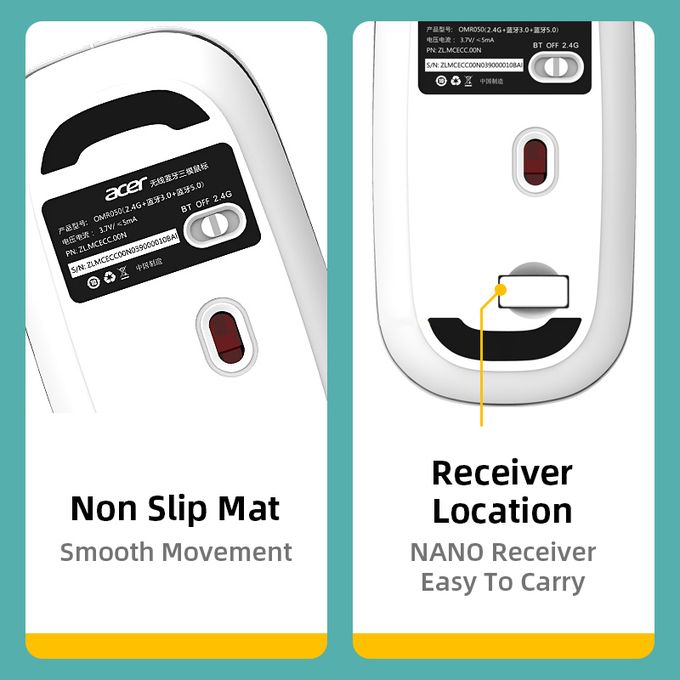 acer 无线蓝牙三模鼠标
产品型号: OMR050(2.4G+蓝牙3.0+蓝牙5.0)
电压电流: 3.7V/ ＜5mA
PN: ZLMCECC.00N
S/N: ZLMCECC00N039000010BAI
BT OFF 2.4G
中国制造
Non Slip Mat
Smooth Movement
产品型号: OMR050(2.4G+蓝牙3.0+蓝牙5.0)
电压电流: 3.7V/ ＜5mA
PN: ZLMCECC.00N
S/N: ZLMCECC00N039000010BAI
BT OFF 2.4G
中国制造
Receiver
Location
NANO Receiver
Easy To Carry